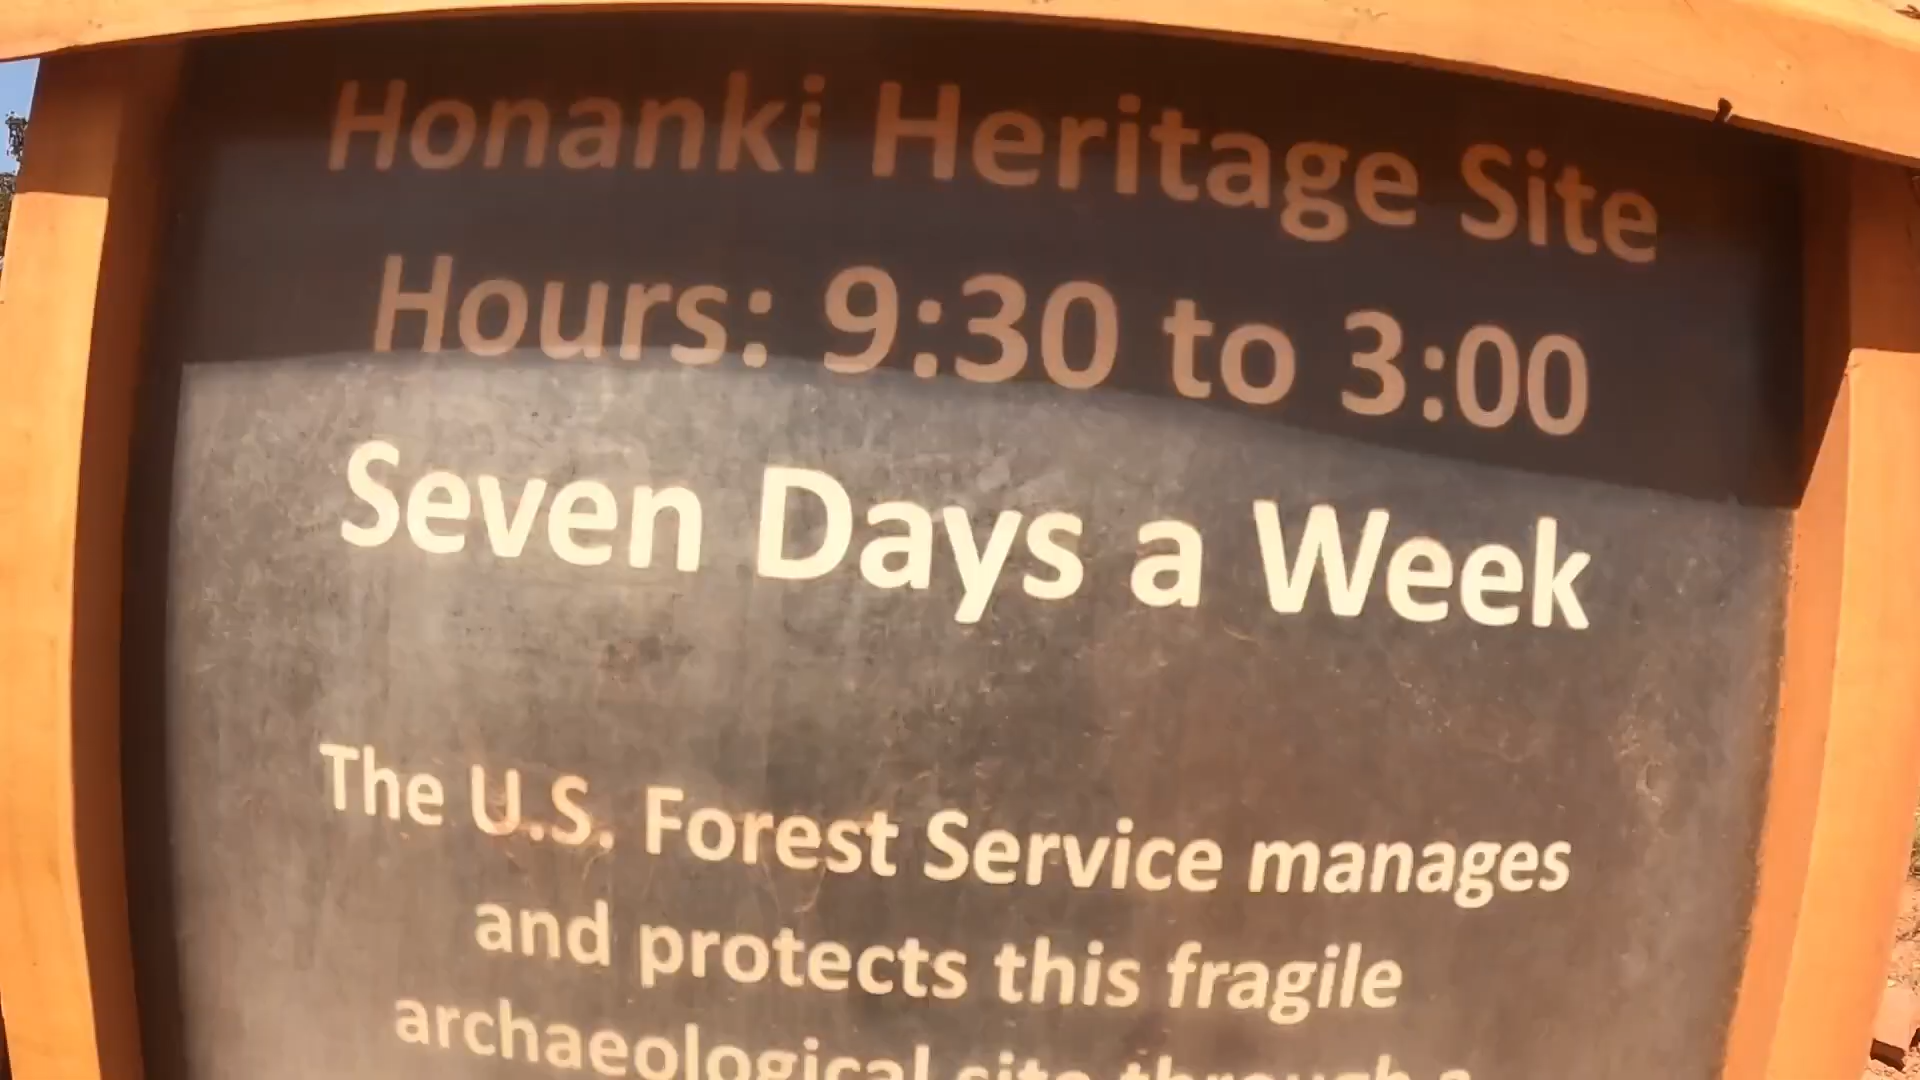 Honanki Heritage Site
Hours: 9:30 to 3:00
Seven Days a Week
The U.S. Forest Service manages
and protects this fragile
archaeological site through a